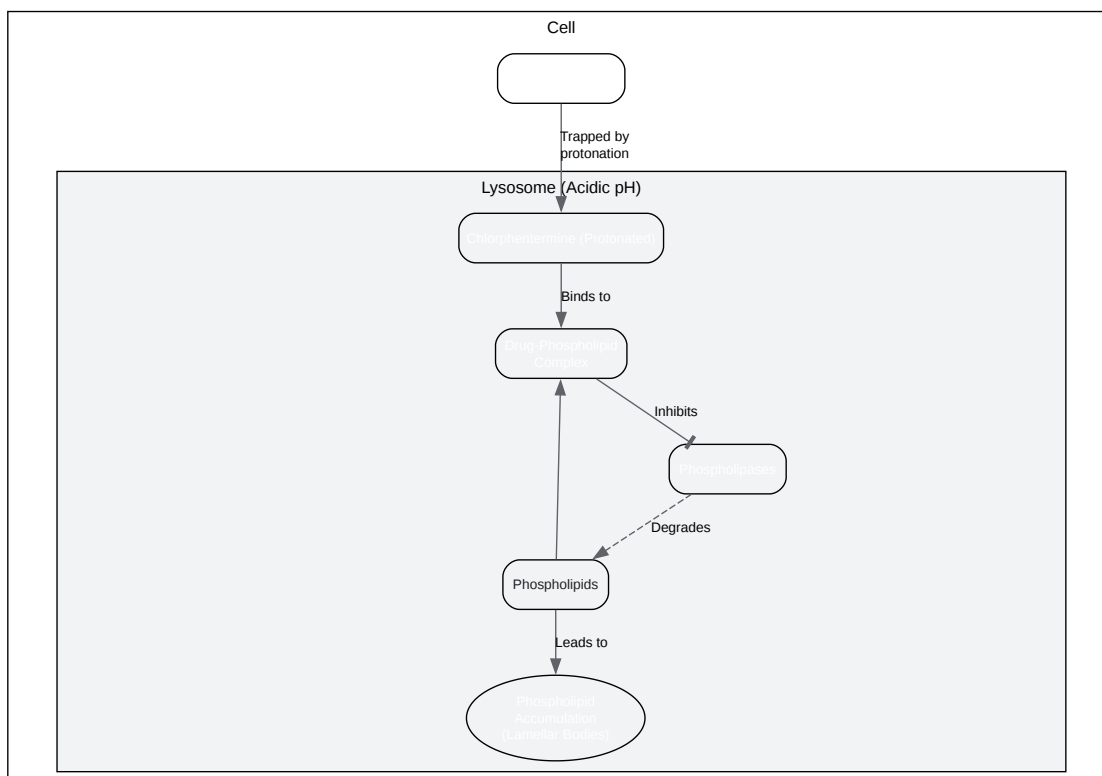 Cell
Trapped by
protonation
Lysosome (Acidic pH)
Chlorphentermine (Protonated)
Binds to
Drug-Phospholipid
Complex
Inhibits
Phospholipases
Degrades
Phospholipids
Leads to
Phospholipid
Accumulation
(Lamellar Bodies)